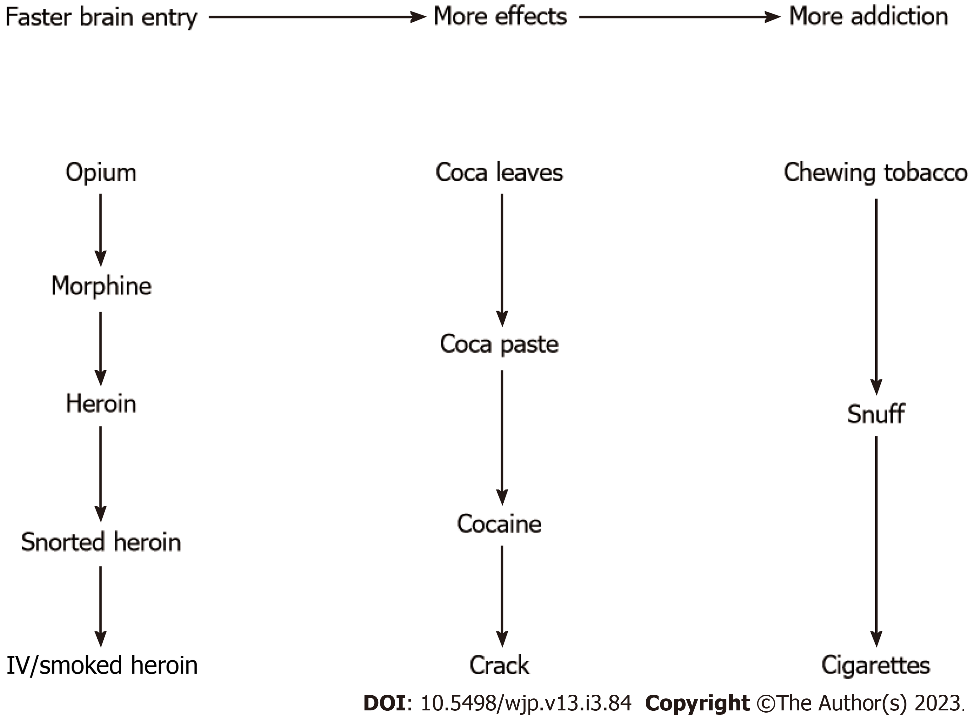 Faster brain entry More effects More addiction
Opium Coca leaves Chewing tobacco
Morphine
Coca paste
Heroin
Snuff
Cocaine
Snorted heroin
IV/smoked heroin Crack Cigarettes
DOI: 10.5498/wjp.v13.i3.84 Copyright ©The Author(s) 2023.